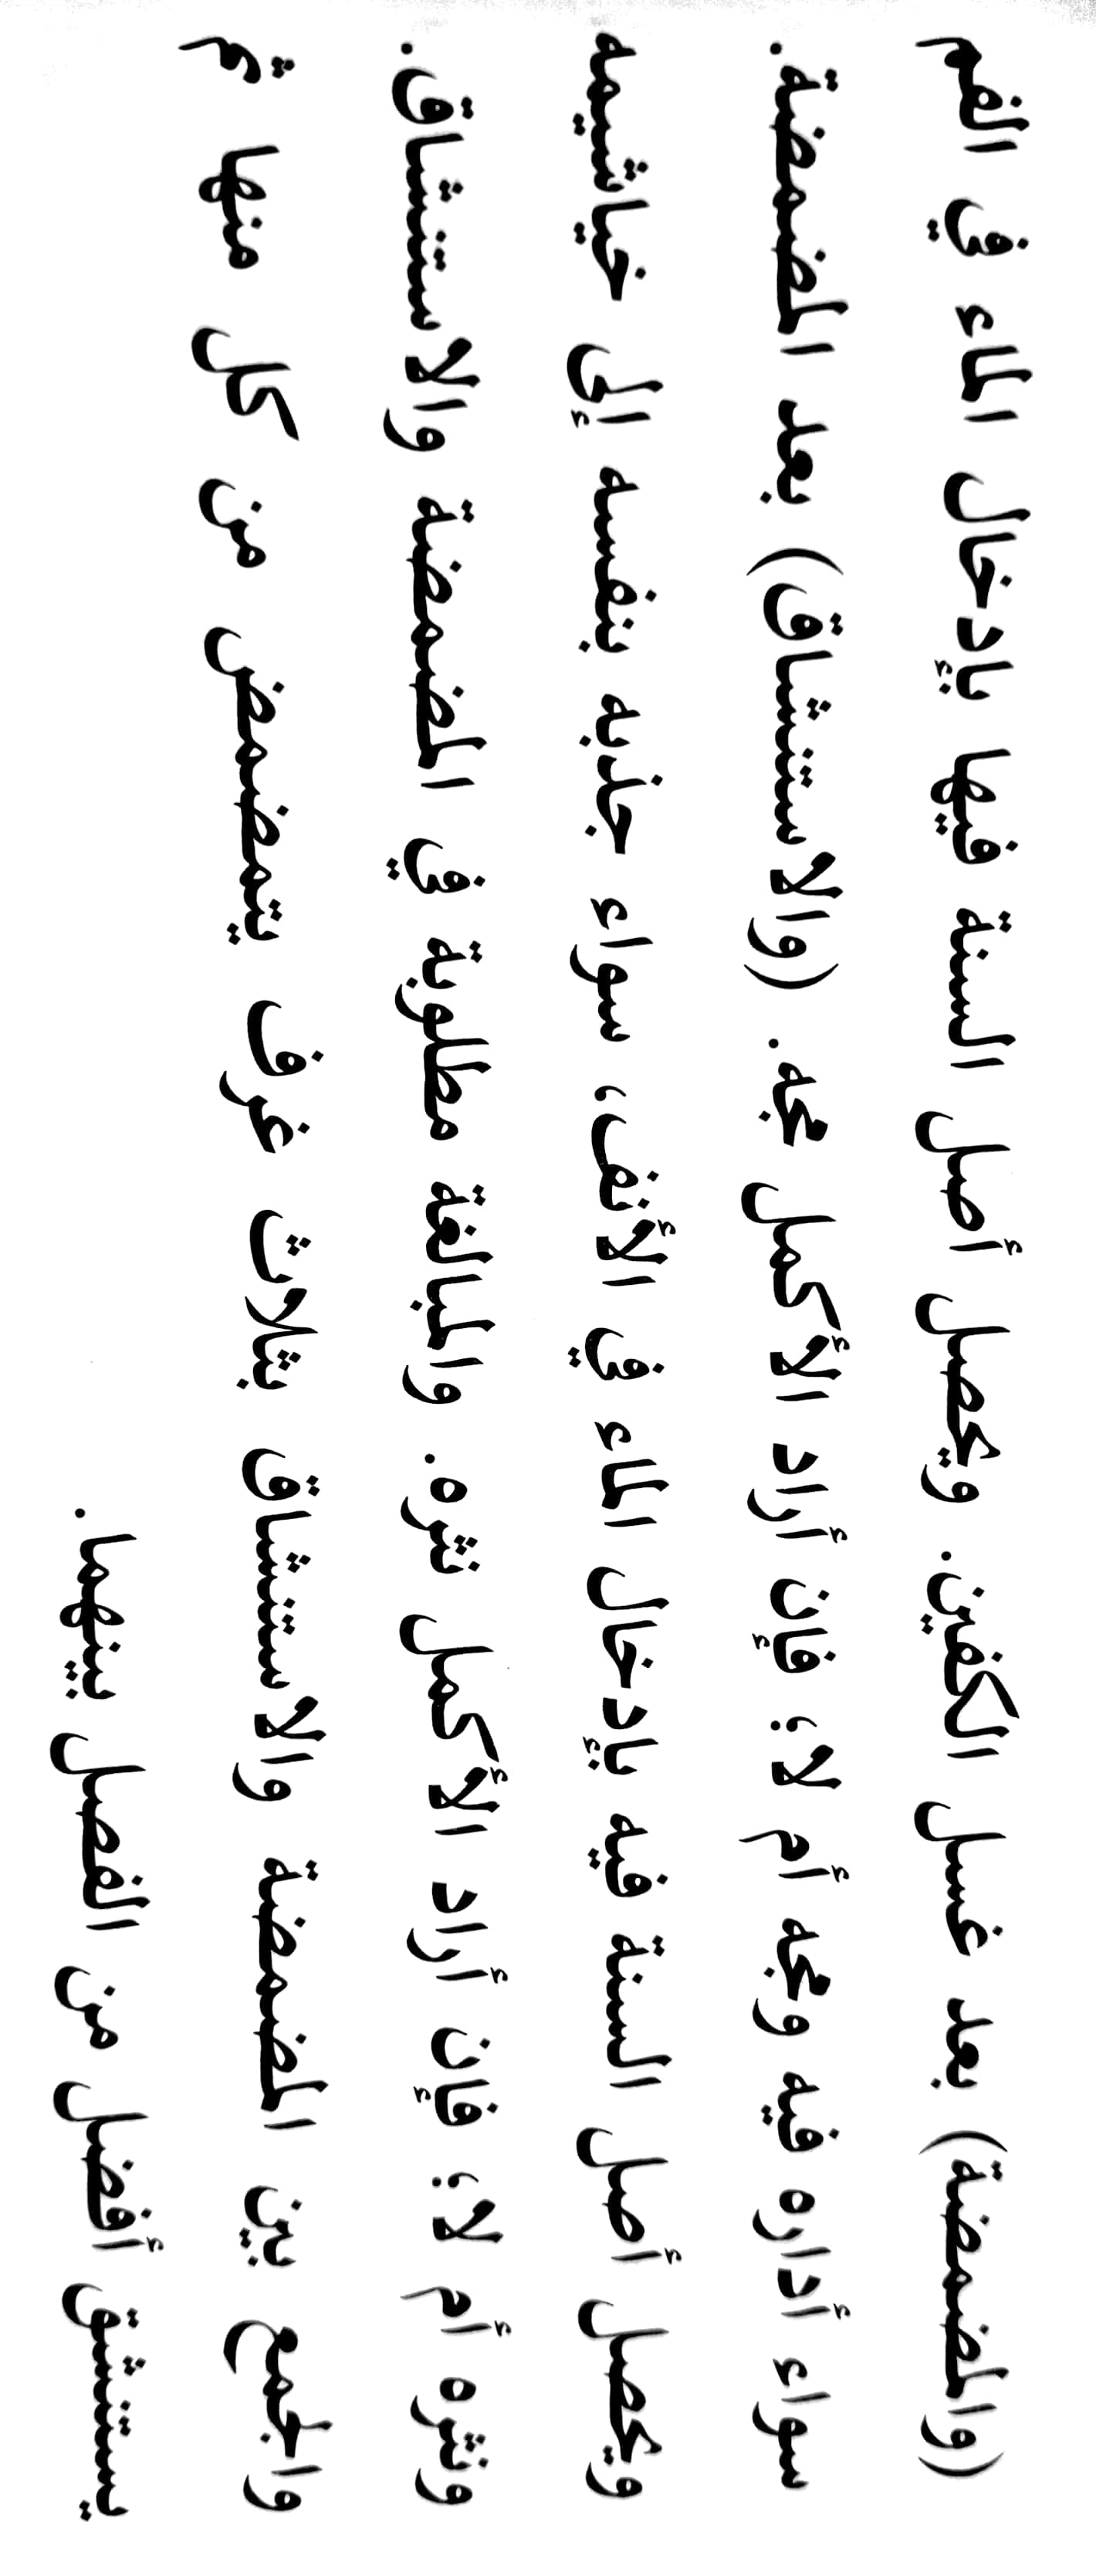 (والمضمضة) بعد غسل الكفين. ويحصل أصل السنة فيها بإدخال الماء في الفم
سواء أداره فيه ومجه أم لا؛ فإن أراد الأكمل مجه. (والاستنشاق) بعد المضمضة.
ويحصل أصل السنة فيه بإدخال الماء في الأنف، سواء جذبه بنفسه إلى خياشيمه
ونثره أم لا؛ فإن أراد الأكمل نثره. والمبالغة مطلوبة في المضمضة والاستنشاق.
والجمع بين المضمضة والاستنشاق بثلاث غرف يتمضمض من كل منها ثم
يستنشق أفضل من الفصل بينهما.